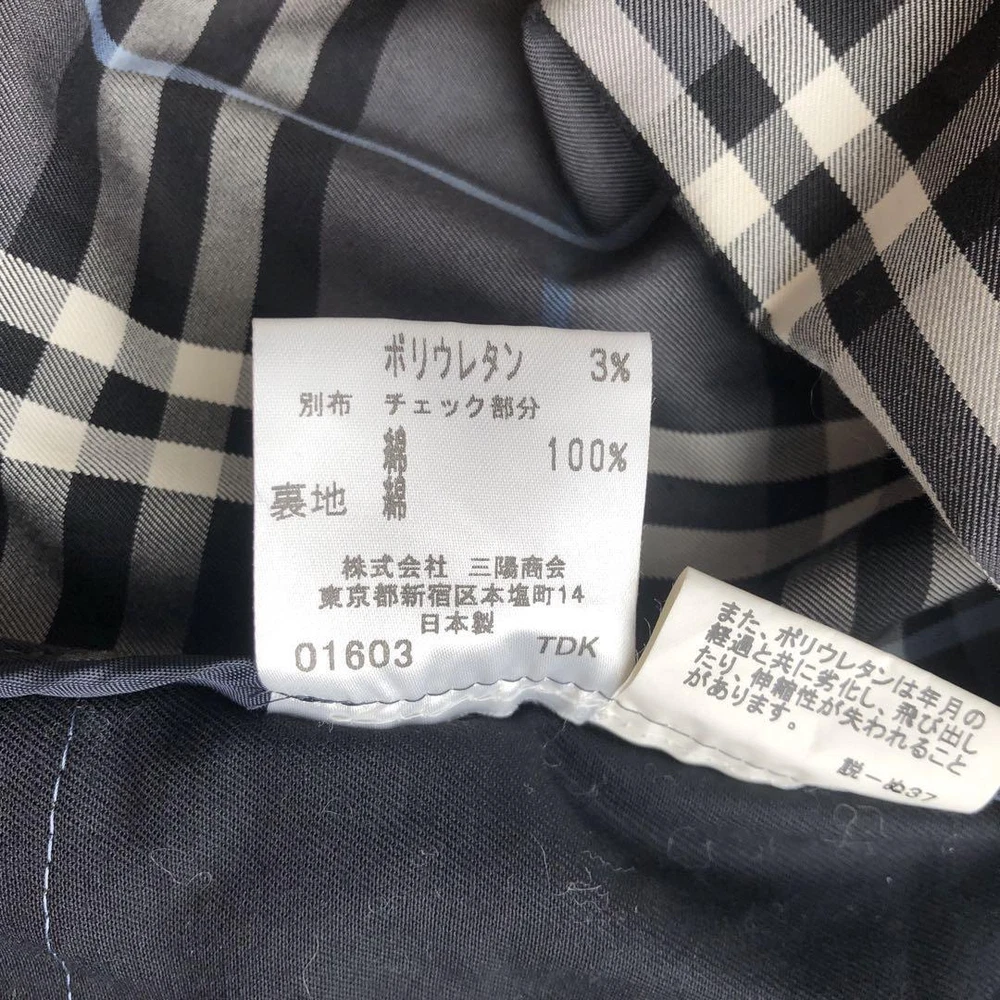 ポリウレタン 3%
別布 チェック部分
綿 100%
裏地 綿
株式会社 三陽商会
東京都新宿区本塩町14
日本製
01603 TDK
また、ポリウレタンは年月の
経過と共に劣化し、飛び出し
たり、伸縮性が失われること
があります。
説-ぬ37